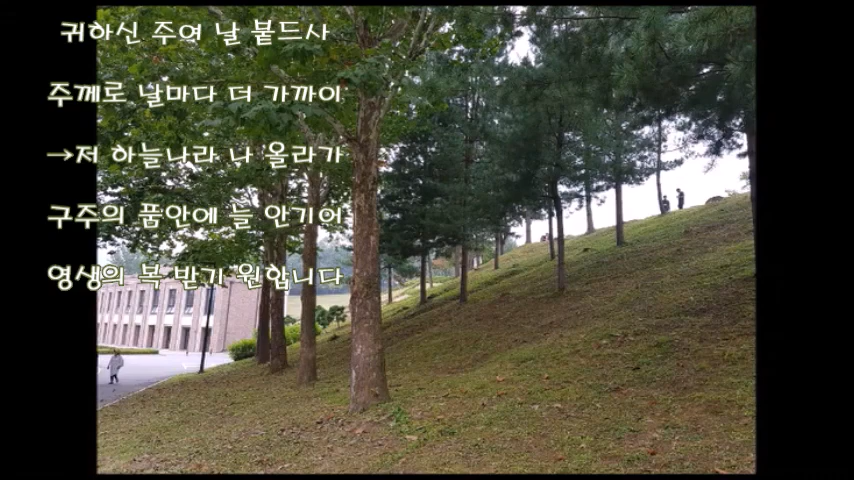 귀하신 주여 날 붙드사
주께로 날마다 더 가까이
→저 하늘나라 나 올라가
구주의 품안에 늘 안기어
영생의 복 받기 원합니다